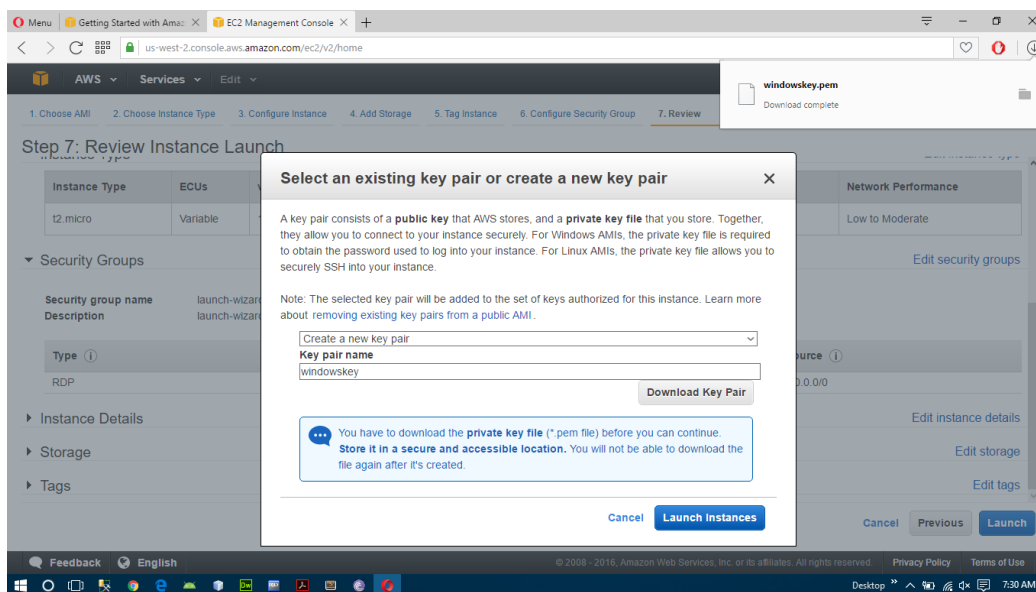 Menu
Getting Started with Amaz
EC2 Management Console
us-west-2.console.aws.amazon.com/ec2/v2/home
windowskey.pem
Download complete
AWS Services Edit
1. Choose AMI 2. Choose Instance Type 3. Configure Instance 4. Add Storage 5. Tag Instance 6. Configure Security Group 7. Review
Step 7: Review Instance Launch
Instance Type Edit instance type
Instance Type ECUs Network Performance
t2.micro Variable Low to Moderate
Security Groups Edit security groups
Security group name launch-wizar
Description launch-wizar
Type
RDP
Instance Details Edit instance details
Storage Edit storage
Tags Edit tags
Select an existing key pair or create a new key pair
A key pair consists of a public key that AWS stores, and a private key file that you store. Together,
they allow you to connect to your instance securely. For Windows AMIs, the private key file is required
to obtain the password used to log into your instance. For Linux AMIs, the private key file allows you to
securely SSH into your instance.
Note: The selected key pair will be added to the set of keys authorized for this instance. Learn more
about removing existing key pairs from a public AMI.
Create a new key pair
Key pair name
windowskey
Download Key Pair
You have to download the private key file (*.pem file) before you can continue.
Store it in a secure and accessible location. You will not be able to download the
file again after it's created.
Cancel Launch Instances
Cancel Previous Launch
Feedback English
© 2008 - 2016, Amazon Web Services, Inc. or its affiliates. All rights reserved. Privacy Policy Terms of Use
Desktop 7:30 AM